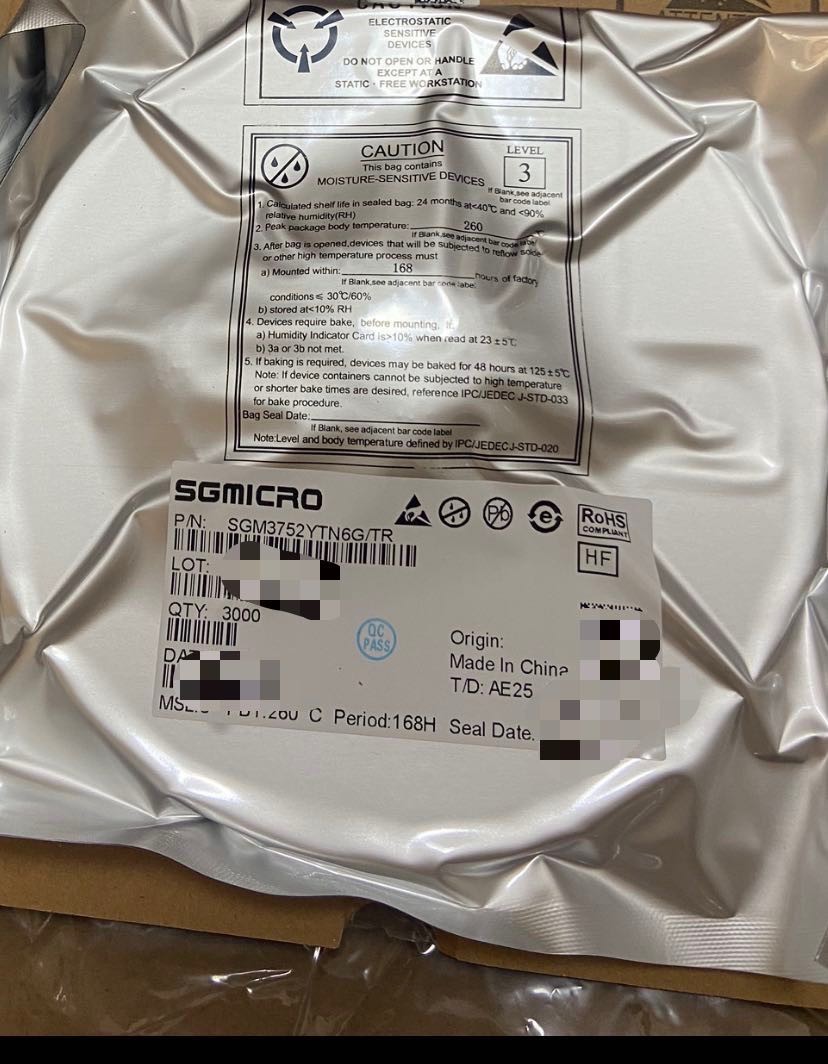 ELECTROSTATIC
SENSITIVE
DEVICES
DO NOT OPEN OR HANDLE
EXCEPT AT A
STATIC - FREE WORKSTATION
CAUTION
This bag contains
MOISTURE-SENSITIVE DEVICES
LEVEL
3
If Blank,see adjacent
bar code label
1. Calculated shelf life in sealed bag: 24 months at<40℃ and <90%
relative humidity(RH)
2. Peak package body temperature: 260 ℃
If Blank,see adjacent bar code label
3. After bag is opened,devices that will be subjected to reflow solder
or other high temperature process must
a) Mounted within: 168 hours of factory
If Blank,see adjacent bar code label
conditions≤ 30℃/60%
b) stored at<10% RH
4. Devices require bake, before mounting, if:
a) Humidity Indicator Card is>10% when read at 23 ±5℃
b) 3a or 3b not met.
5. If baking is required, devices may be baked for 48 hours at 125±5℃
Note: If device containers cannot be subjected to high temperature
or shorter bake times are desired, reference IPC/JEDEC J-STD-033
for bake procedure.
Bag Seal Date:
If Blank, see adjacent bar code label
Note:Level and body temperature defined by IPC/JEDECJ-STD-020
SGMICRO
Pb
e
RoHS
COMPLIANT
HF
P/N: SGM3752YTN6G/TR
LOT:
QTY: 3000
QC
PASS
Origin:
Made In China
T/D: AE25
260 C Period:168H Seal Date.